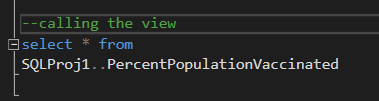 --calling the view
select * from
SQLProj1..PercentPopulationVaccinated